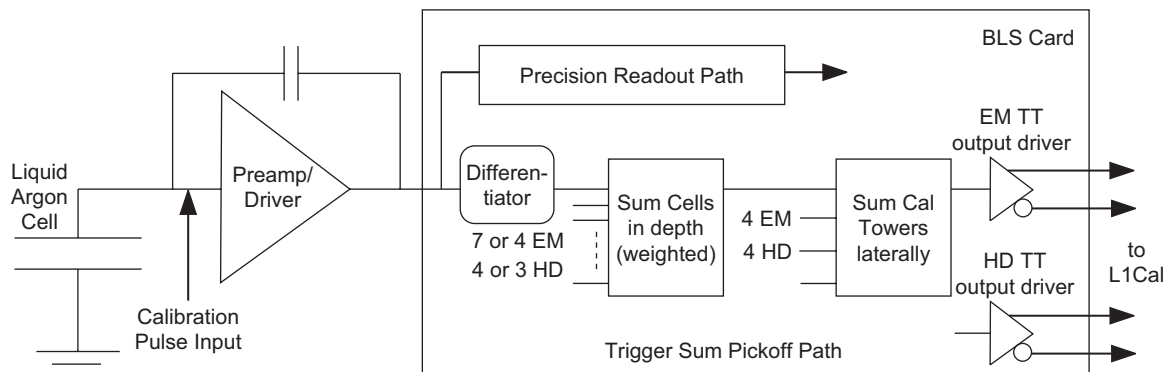 BLS Card
Precision Readout Path
EM TT
output driver
Liquid
Argon
Cell
Preamp/
Driver
Differen-
tiator
Sum Cells
in depth
(weighted)
7 or 4 EM
4 or 3 HD
4 EM
4 HD
Sum Cal
Towers
laterally
to
L1Cal
HD TT
output driver
Calibration
Pulse Input
Trigger Sum Pickoff Path